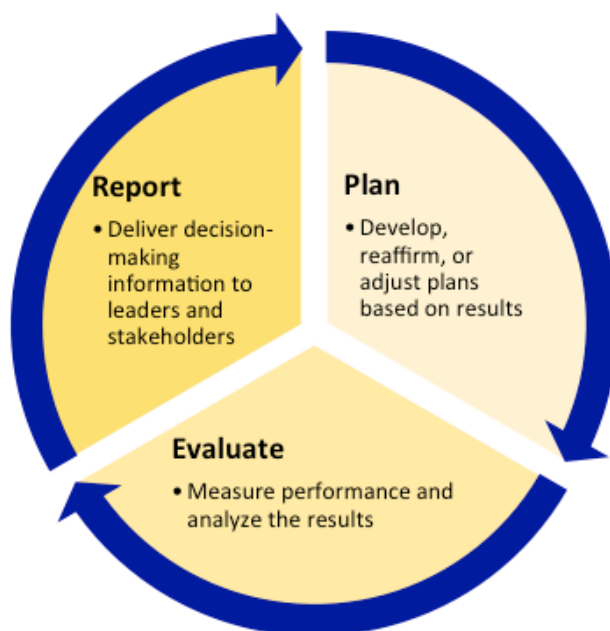 Report
• Deliver decision-
making
information to
leaders and
stakeholders
Plan
• Develop,
reaffirm, or
adjust plans
based on results
Evaluate
• Measure performance and
analyze the results